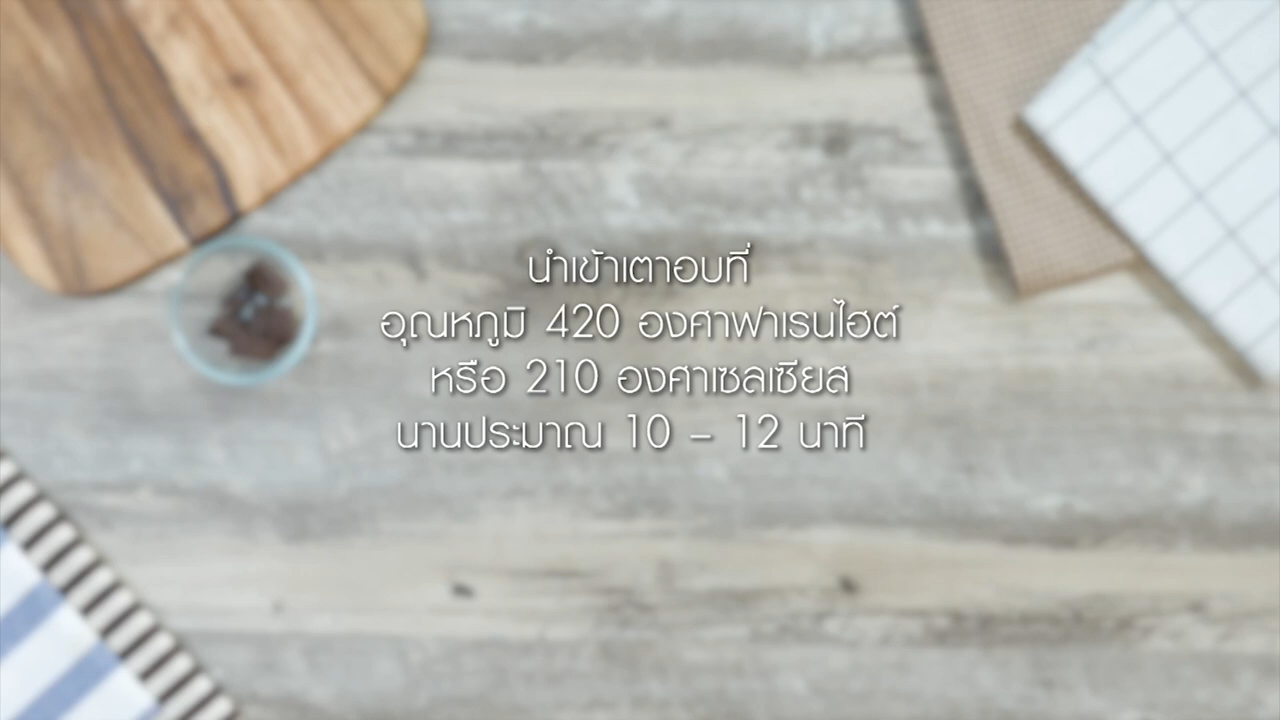 นำเข้าเตาอบที่
อุณหภูมิ 420 องศาฟาเรนไฮต์
หรือ 210 องศาเซลเซียส
นานประมาณ 10 – 12 นาที